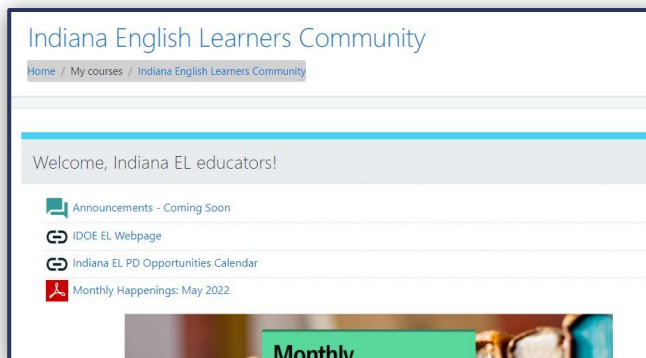 Indiana English Learners Community
Home / My courses / Indiana English Learners Community
Welcome, Indiana EL educators!
Announcements - Coming Soon
IDOE EL Webpage
Indiana EL PD Opportunities Calendar
Monthly Happenings: May 2022
Monthly